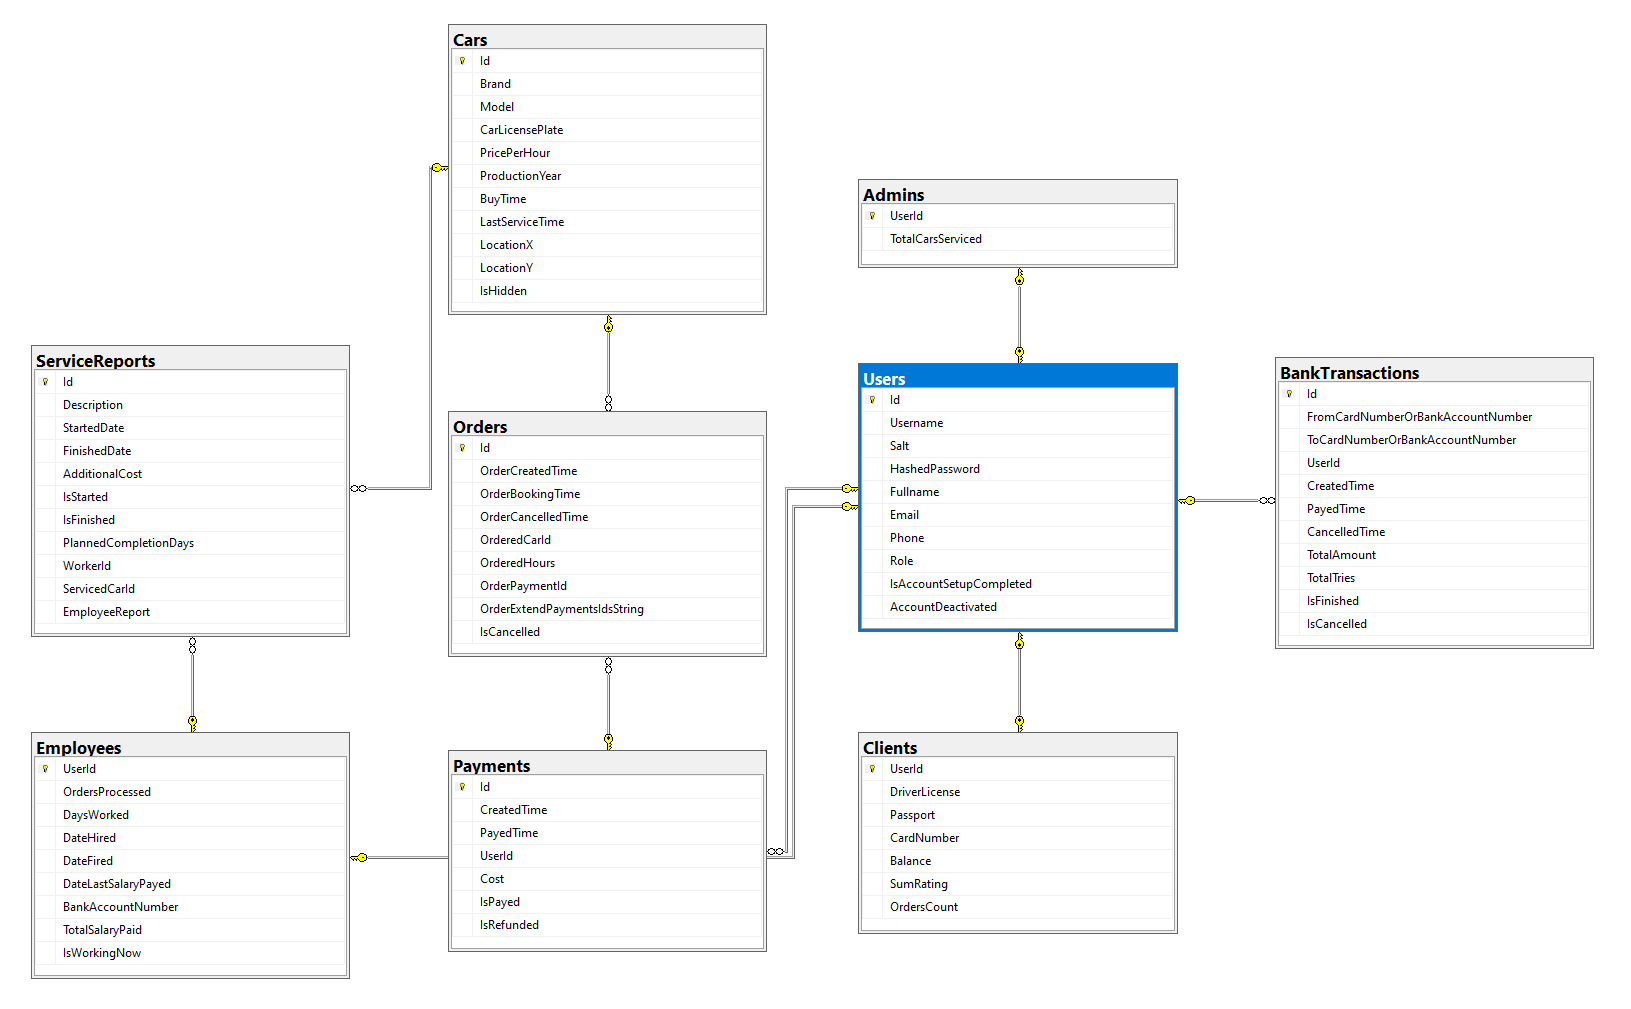 Cars
Id
Brand
Model
CarLicensePlate
PricePerHour
ProductionYear
BuyTime
LastServiceTime
LocationX
LocationY
IsHidden
Admins
UserId
TotalCarsServiced
ServiceReports
Id
Description
StartedDate
FinishedDate
AdditionalCost
IsStarted
IsFinished
PlannedCompletionDays
WorkerId
ServicedCarId
EmployeeReport
Orders
Id
OrderCreatedTime
OrderBookingTime
OrderCancelledTime
OrderedCarId
OrderedHours
OrderPaymentId
OrderExtendPaymentsIdsString
IsCancelled
Users
Id
Username
Salt
HashedPassword
Fullname
Email
Phone
Role
IsAccountSetupCompleted
AccountDeactivated
BankTransactions
Id
FromCardNumberOrBankAccountNumber
ToCardNumberOrBankAccountNumber
UserId
CreatedTime
PayedTime
CancelledTime
TotalAmount
TotalTries
IsFinished
IsCancelled
Employees
UserId
OrdersProcessed
DaysWorked
DateHired
DateFired
DateLastSalaryPayed
BankAccountNumber
TotalSalaryPaid
IsWorkingNow
Payments
Id
CreatedTime
PayedTime
UserId
Cost
IsPayed
IsRefunded
Clients
UserId
DriverLicense
Passport
CardNumber
Balance
SumRating
OrdersCount